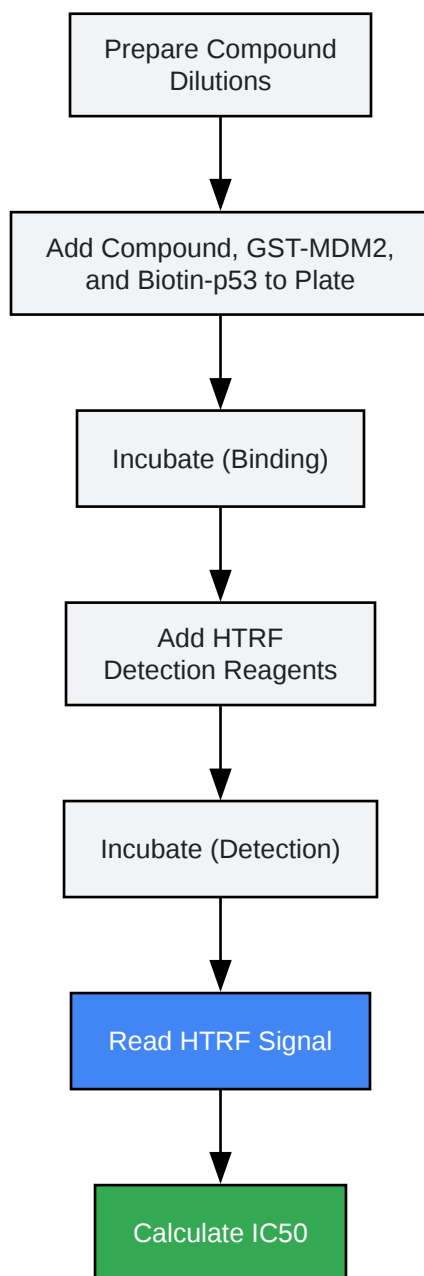 Prepare Compound
Dilutions
Add Compound, GST-MDM2,
and Biotin-p53 to Plate
Incubate (Binding)
Add HTRF
Detection Reagents
Incubate (Detection)
Read HTRF Signal
Calculate IC50